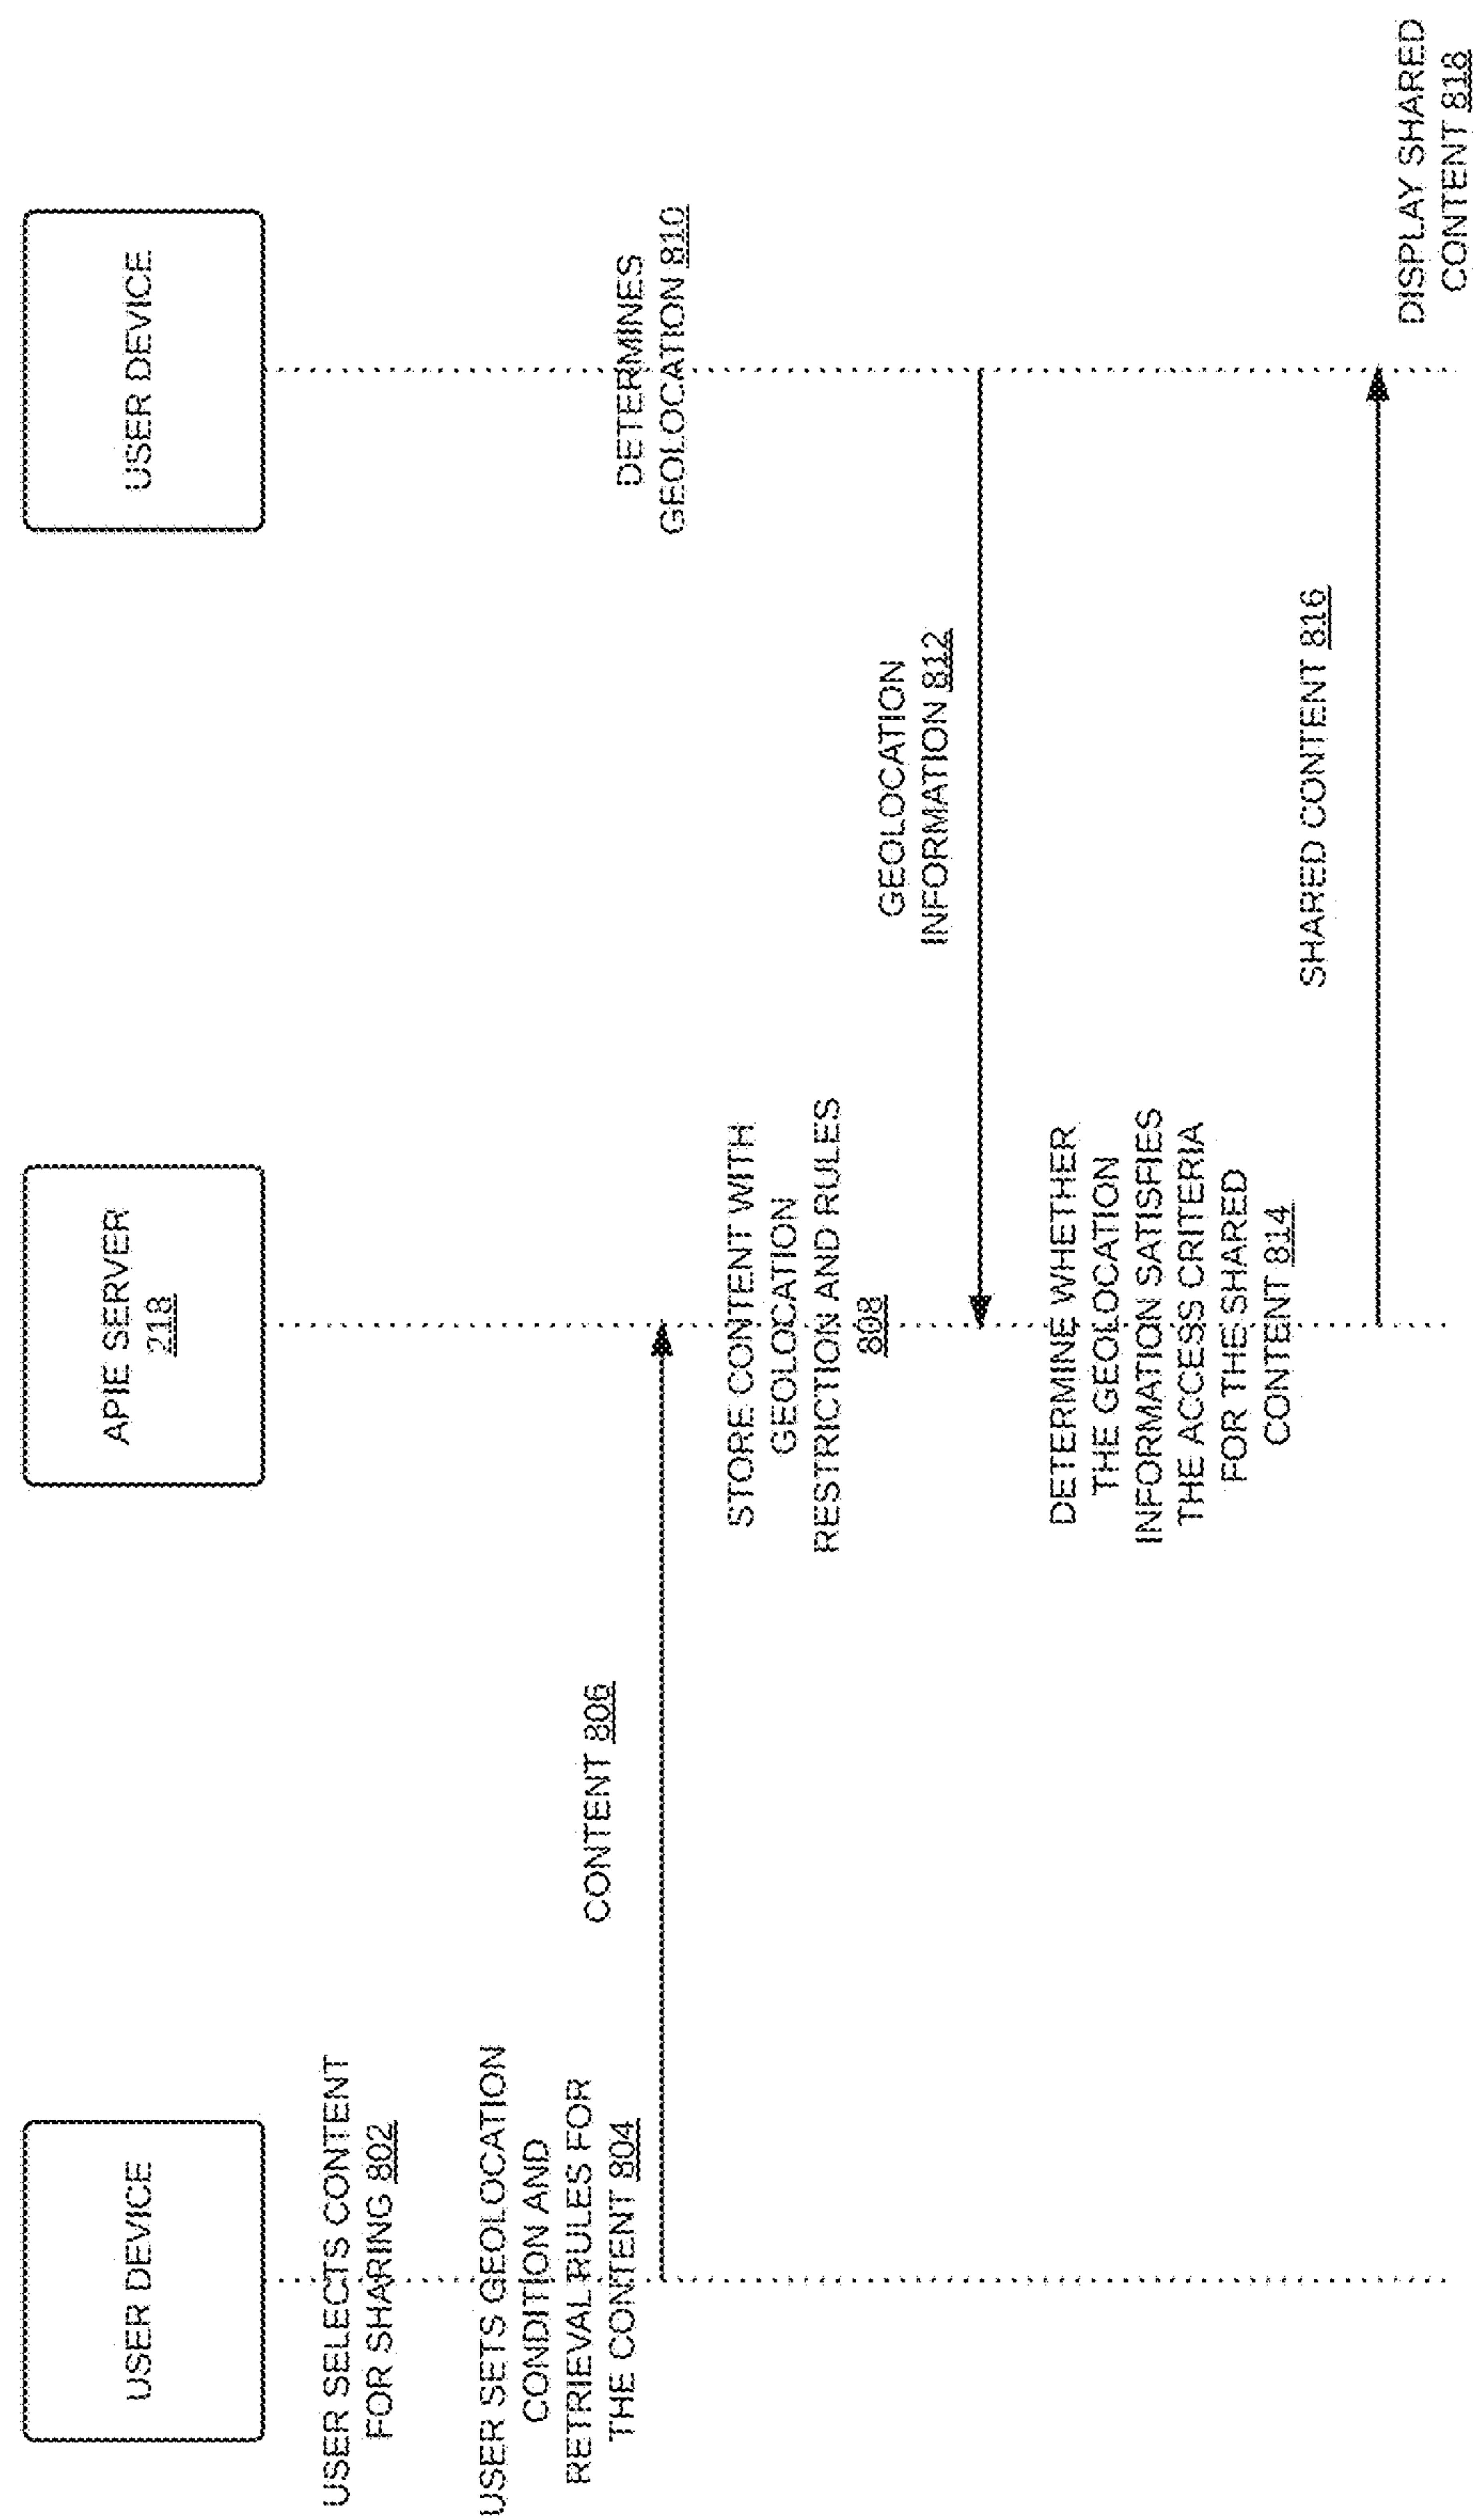 USER DEVICE
APIE SERVER
218
USER DEVICE
USER SELECTS CONTENT
FOR SHARING 802
USER SETS GEOLOCATION
CONDITION AND
RETRIEVAL RULES FOR
THE CONTENT 804
CONTENT 806
STORE CONTENT WITH
GEOLOCATION
RESTRICTION AND RULES
808
DETERMINES
GEOLOCATION 810
GEOLOCATION
INFORMATION 812
DETERMINE WHETHER
THE GEOLOCATION
INFORMATION SATISFIES
THE ACCESS CRITERIA
FOR THE SHARED
CONTENT 814
SHARED CONTENT 816
DISPLAY SHARED
CONTENT 818